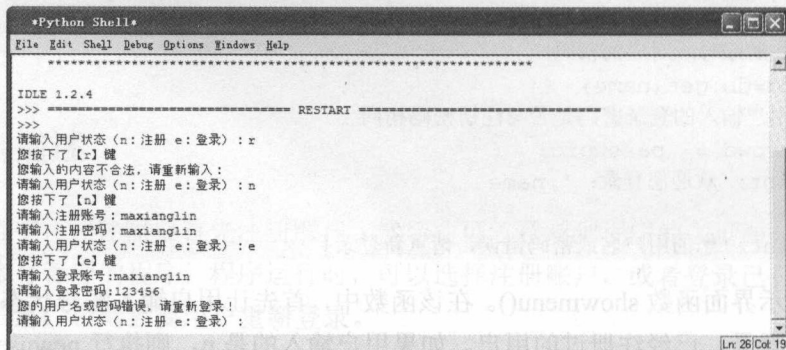 *Python Shell*
File Edit Shell Debug Options Windows Help
****************************************************************
IDLE 1.2.4
>>> ================================ RESTART ================================
>>>
请输入用户状态（n：注册 e：登录）：r
您按下了【r】键
您输入的内容不合法，请重新输入：
请输入用户状态（n：注册 e：登录）：n
您按下了【n】键
请输入注册账号：maxianglin
请输入注册密码：maxianglin
请输入用户状态（n：注册 e：登录）：e
您按下了【e】键
请输入登录账号:maxianglin
请输入登录密码:123456
您的用户名或密码错误，请重新登录！
请输入用户状态（n：注册 e：登录）：
Ln: 26 Col: 19